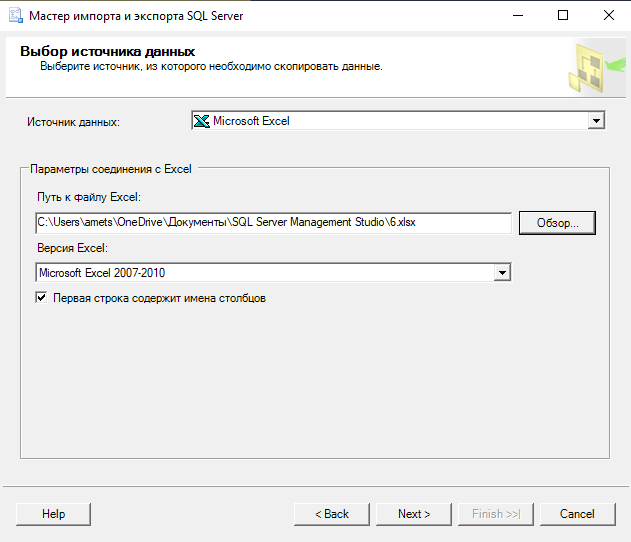 Мастер импорта и экспорта SQL Server
Выбор источника данных
Выберите источник, из которого необходимо скопировать данные.
Источник данных:
Microsoft Excel
Параметры соединения с Excel
Путь к файлу Excel:
C:\Users\amets\OneDrive\Документы\SQL Server Management Studio\6.xlsx
Обзор...
Версия Excel:
Microsoft Excel 2007-2010
Первая строка содержит имена столбцов
Help
< Back
Next >
Finish >>|
Cancel